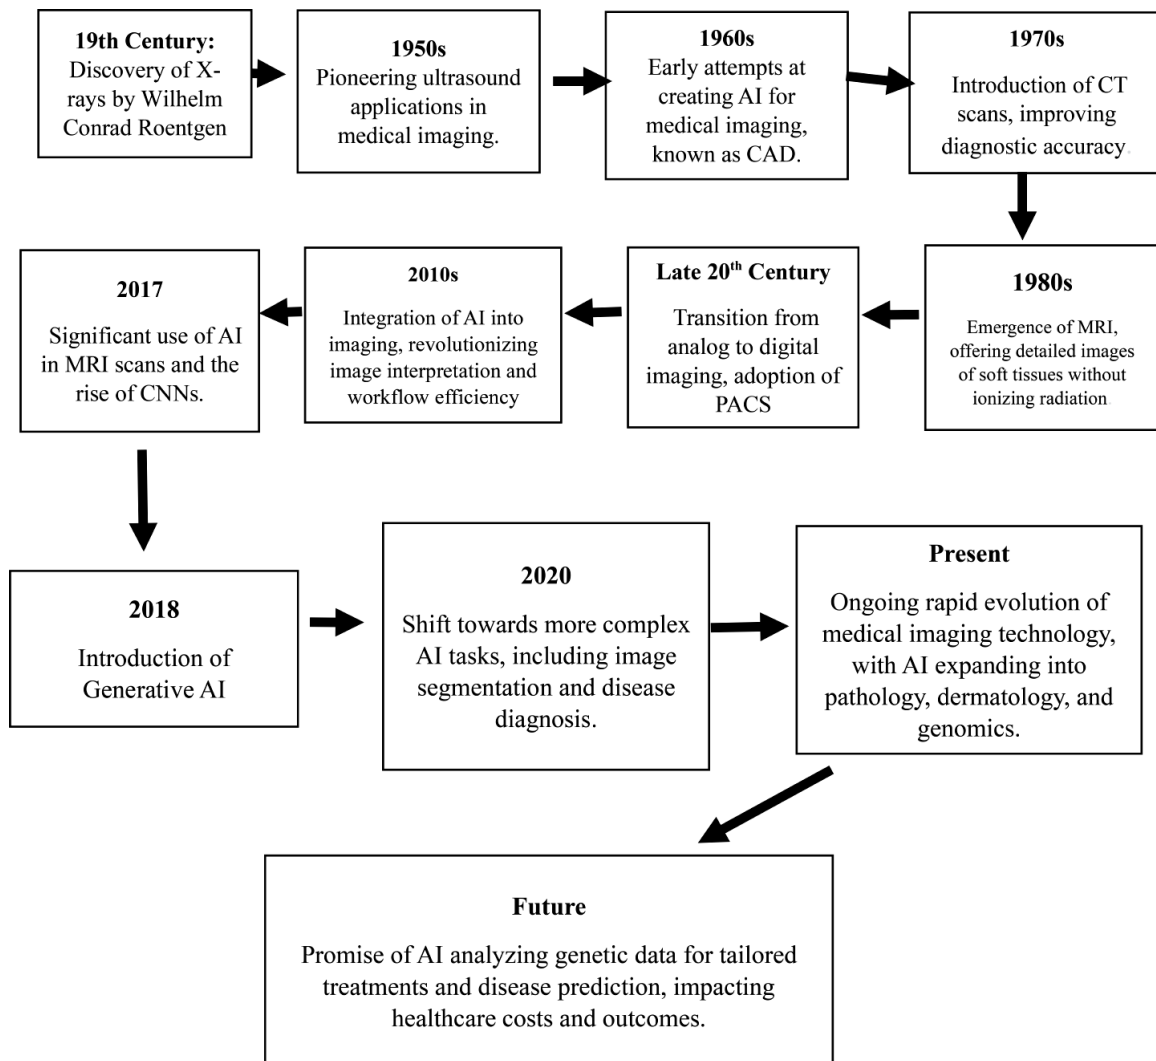 19th Century:
Discovery of X-
rays by Wilhelm
Conrad Roentgen
1950s
Pioneering ultrasound
applications in
medical imaging.
1960s
Early attempts at
creating AI for
medical imaging,
known as CAD.
1970s
Introduction of CT
scans, improving
diagnostic accuracy.
1980s
Emergence of MRI,
offering detailed images
of soft tissues without
ionizing radiation
Late 20th Century
Transition from
analog to digital
imaging, adoption of
PACS
2010s
Integration of AI into
imaging, revolutionizing
image interpretation and
workflow efficiency
2017
Significant use of AI
in MRI scans and the
rise of CNNs.
2018
Introduction of
Generative AI
2020
Shift towards more complex
AI tasks, including image
segmentation and disease
diagnosis.
Present
Ongoing rapid evolution of
medical imaging technology,
with AI expanding into
pathology, dermatology, and
genomics.
Future
Promise of AI analyzing genetic data for tailored
treatments and disease prediction, impacting
healthcare costs and outcomes.